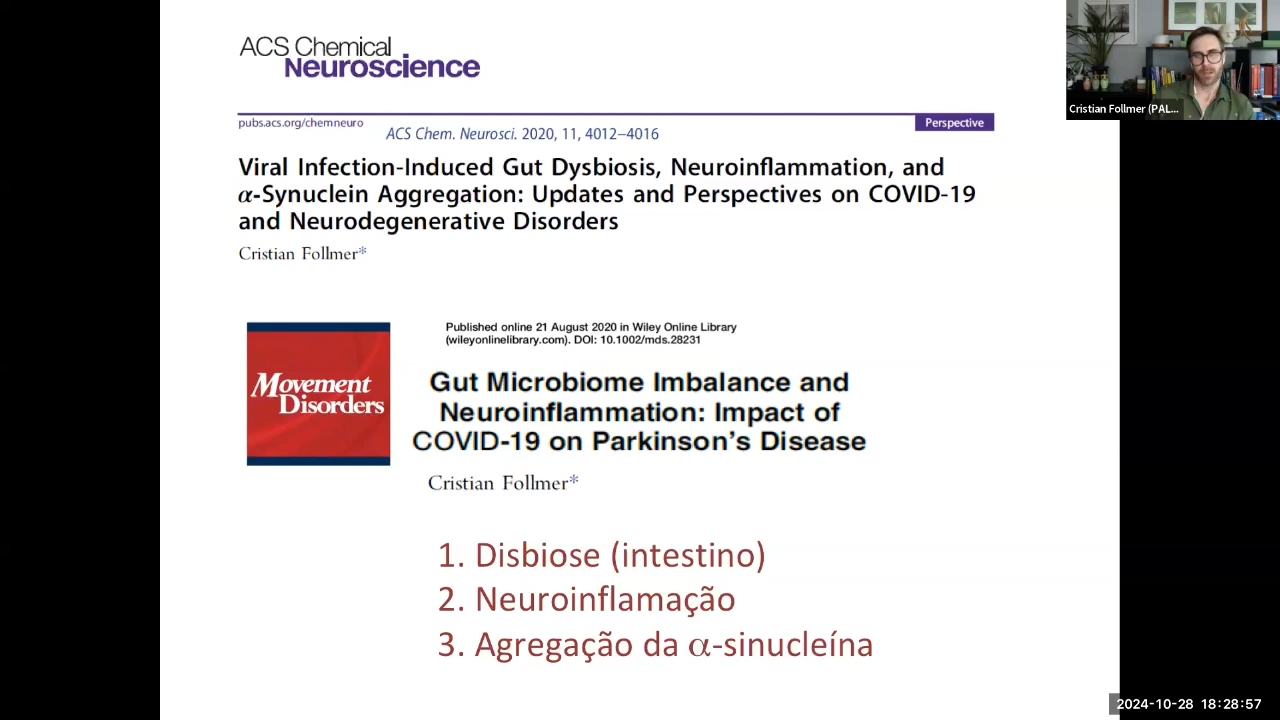 ACS Chemical
Neuroscience
pubs.acs.org/chemneuro
ACS Chem. Neurosci. 2020, 11, 4012−4016
Perspective
Viral Infection-Induced Gut Dysbiosis, Neuroinflammation, and
α-Synuclein Aggregation: Updates and Perspectives on COVID-19
and Neurodegenerative Disorders
Cristian Follmer*
Published online 21 August 2020 in Wiley Online Library
(wileyonlinelibrary.com). DOI: 10.1002/mds.28231
Movement
Disorders
Gut Microbiome Imbalance and
Neuroinflammation: Impact of
COVID-19 on Parkinson’s Disease
Cristian Follmer*
1. Disbiose (intestino)
2. Neuroinflamação
3. Agregação da α-sinucleína
Cristian Follmer (PAL...
2024-10-28 18:28:57